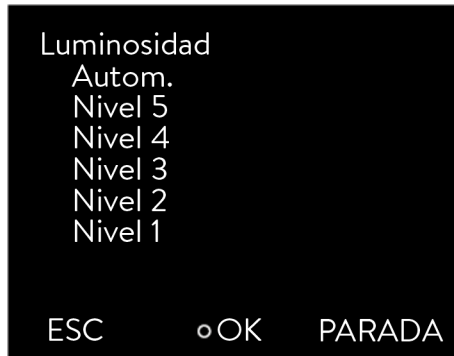 Luminosidad
Autom.
Nivel 5
Nivel 4
Nivel 3
Nivel 2
Nivel 1
ESC OK PARADA